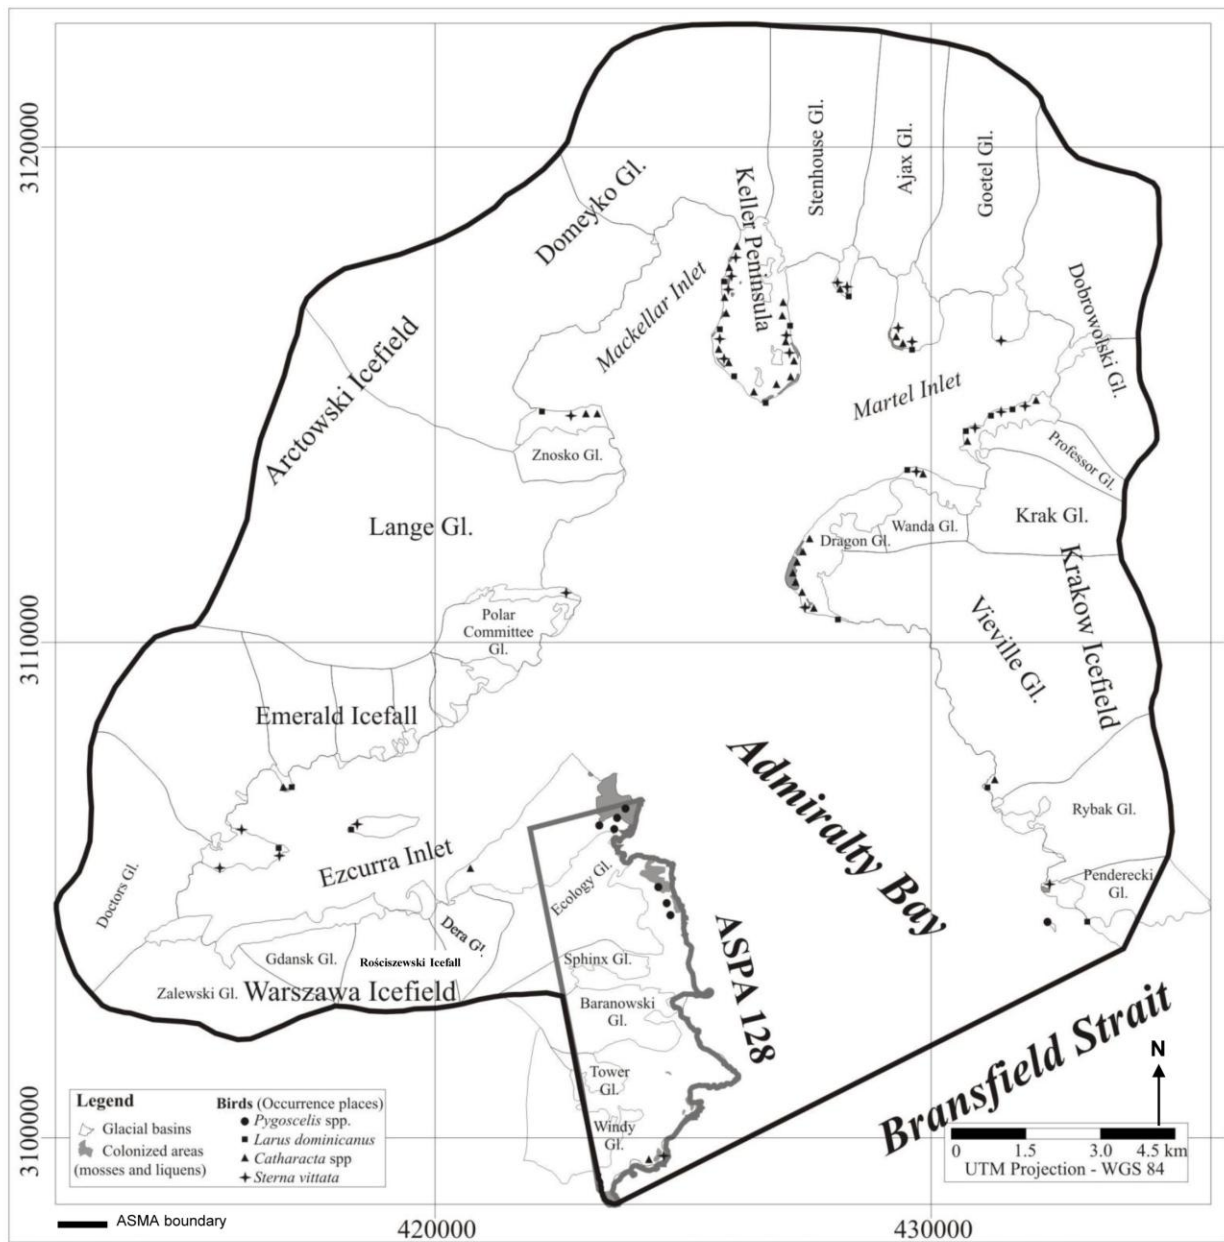 3120000
3110000
3100000
420000
430000
Stenhouse Gl.
Ajax Gl.
Goetel Gl.
Keller Peninsula
Domeyko Gl.
Mackellar Inlet
Dobrowolski Gl.
Arctowski Icefield
Martel Inlet
Znosko Gl.
Professor Gl.
Lange Gl.
Krak Gl.
Wanda Gl.
Dragon Gl.
Krakow Icefield
Polar
Committee
Gl.
Vieville Gl.
Emerald Icefall
Admiralty Bay
Rybak Gl.
Ezcurra Inlet
Ecology Gl.
Penderecki
Gl.
Doctors Gl.
Dera Gl.
ASPA 128
Gdansk Gl.
Rościszewski Icefall
Sphinx Gl.
Zalewski Gl.
Warszawa Icefield
Baranowski
Gl.
Bransfield Strait
Tower
Gl.
Windy
Gl.
Legend
Glacial basins
Colonized areas
(mosses and liquens)
Birds (Occurrence places)
Pygoscelis spp.
Larus dominicanus
Catharacta spp
Sterna vittata
N
0 1.5 3.0 4.5 km
UTM Projection - WGS 84
ASMA boundary